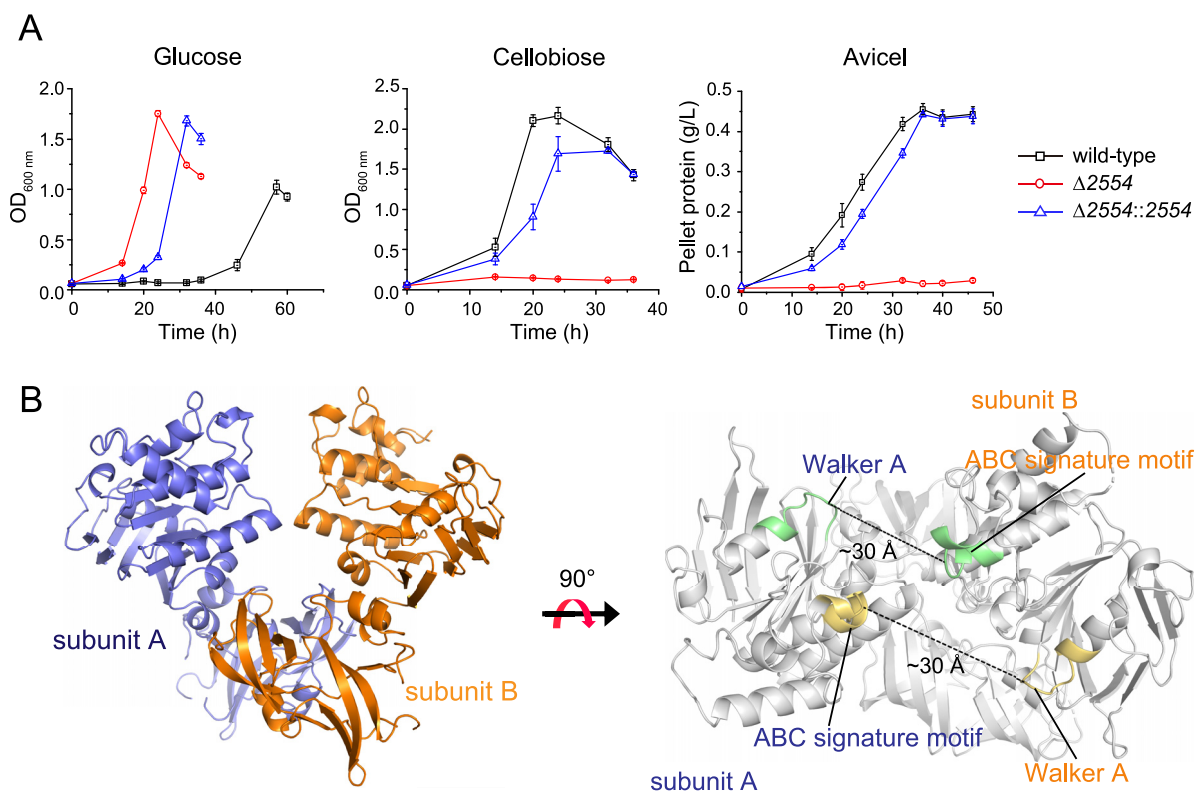 A
Glucose
Cellobiose
Avicel
OD600 nm
2.0
1.5
1.0
0.5
0.0
0
20
40
60
Time (h)
OD600 nm
2.5
2.0
1.5
1.0
0.5
0.0
0
10
20
30
40
Time (h)
Pellet protein (g/L)
0.5
0.4
0.3
0.2
0.1
0.0
0
10
20
30
40
50
Time (h)
wild-type
Δ2554
Δ2554::2554
B
subunit A
subunit B
90°
subunit B
Walker A
ABC signature motif
~30 Å
~30 Å
ABC signature motif
Walker A
subunit A